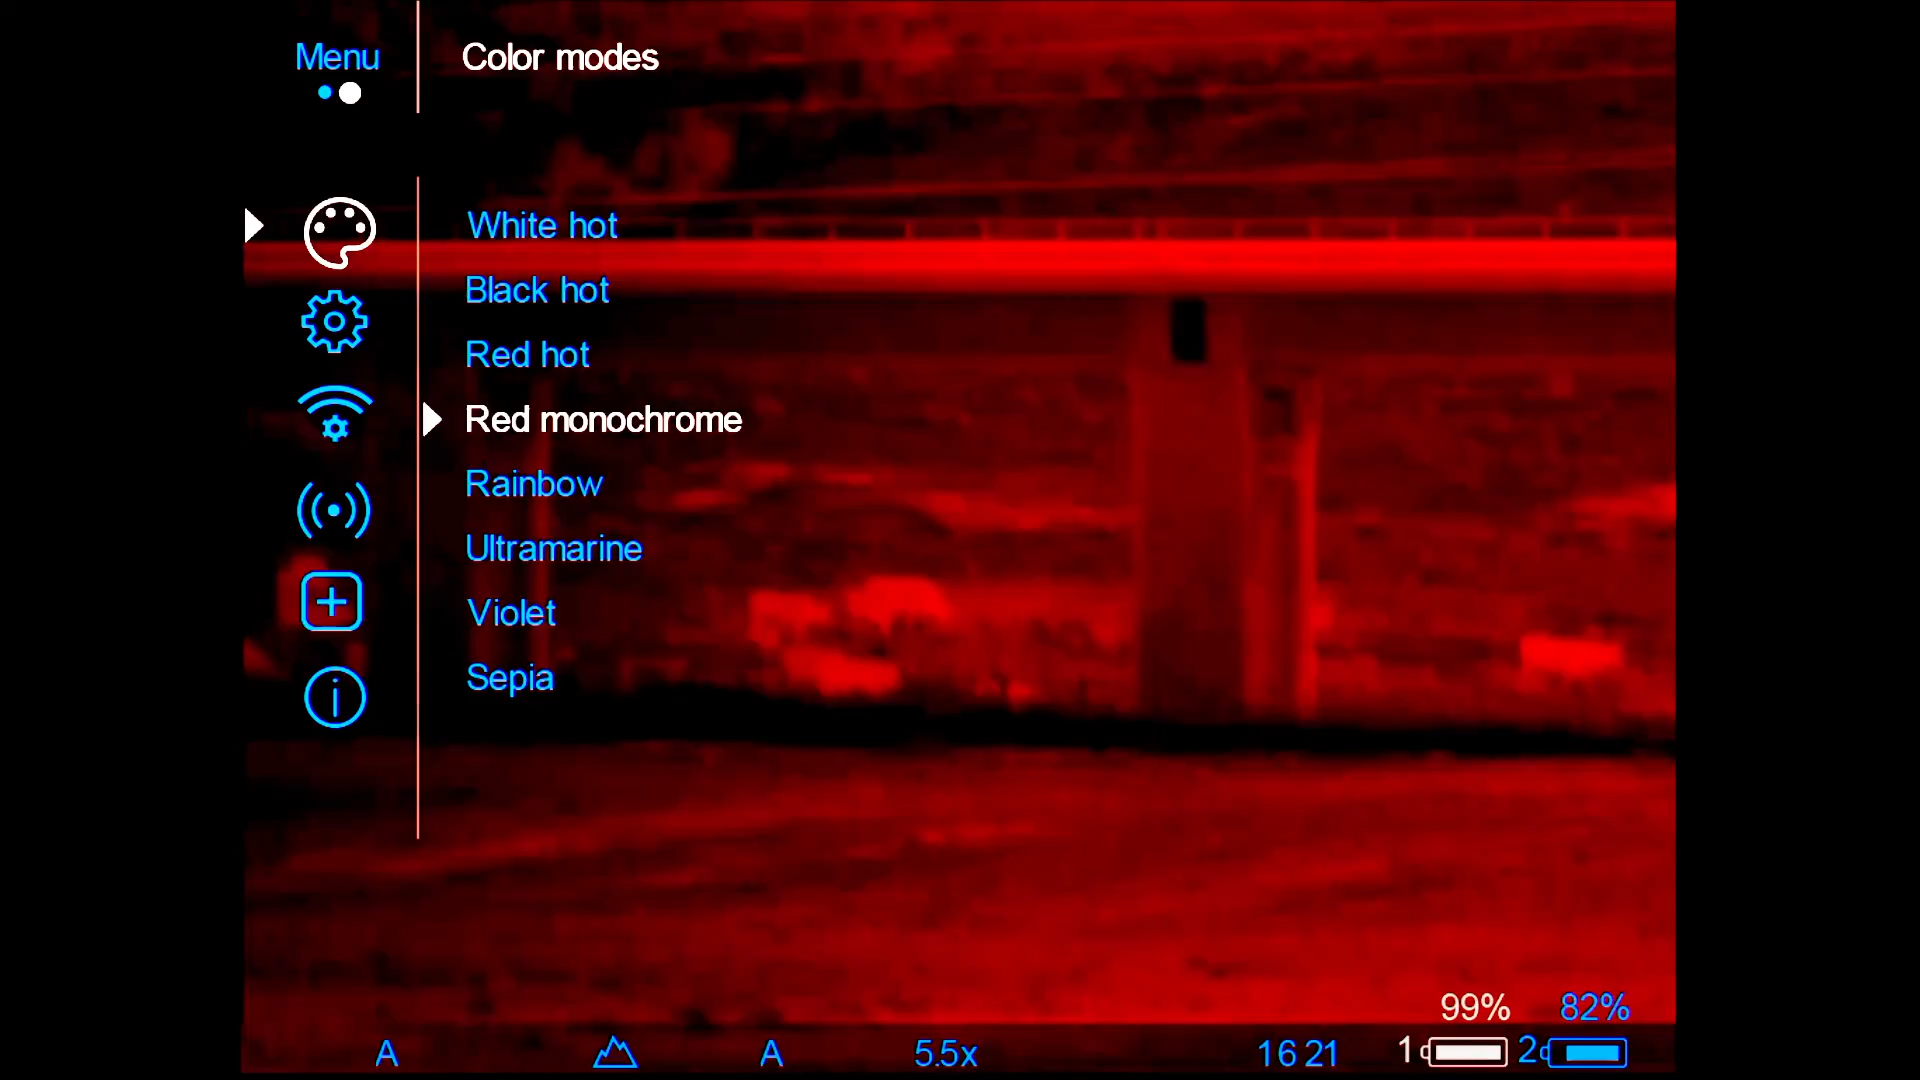 Menu
Color modes
White hot
Black hot
Red hot
Red monochrome
Rainbow
Ultramarine
Violet
Sepia
99% 82%
A A 5.5x 16 21 1 2